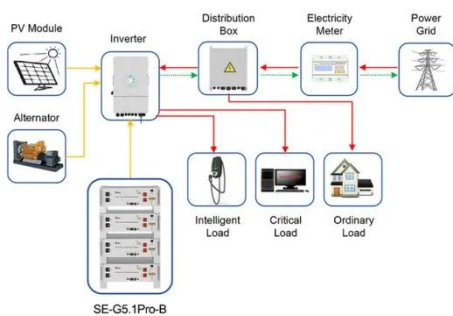 PV Module
Inverter
Distribution
Box
Electricity
Meter
Power
Grid
Alternator
Intelligent
Load
Critical
Load
Ordinary
Load
SE-G5.1Pro-B